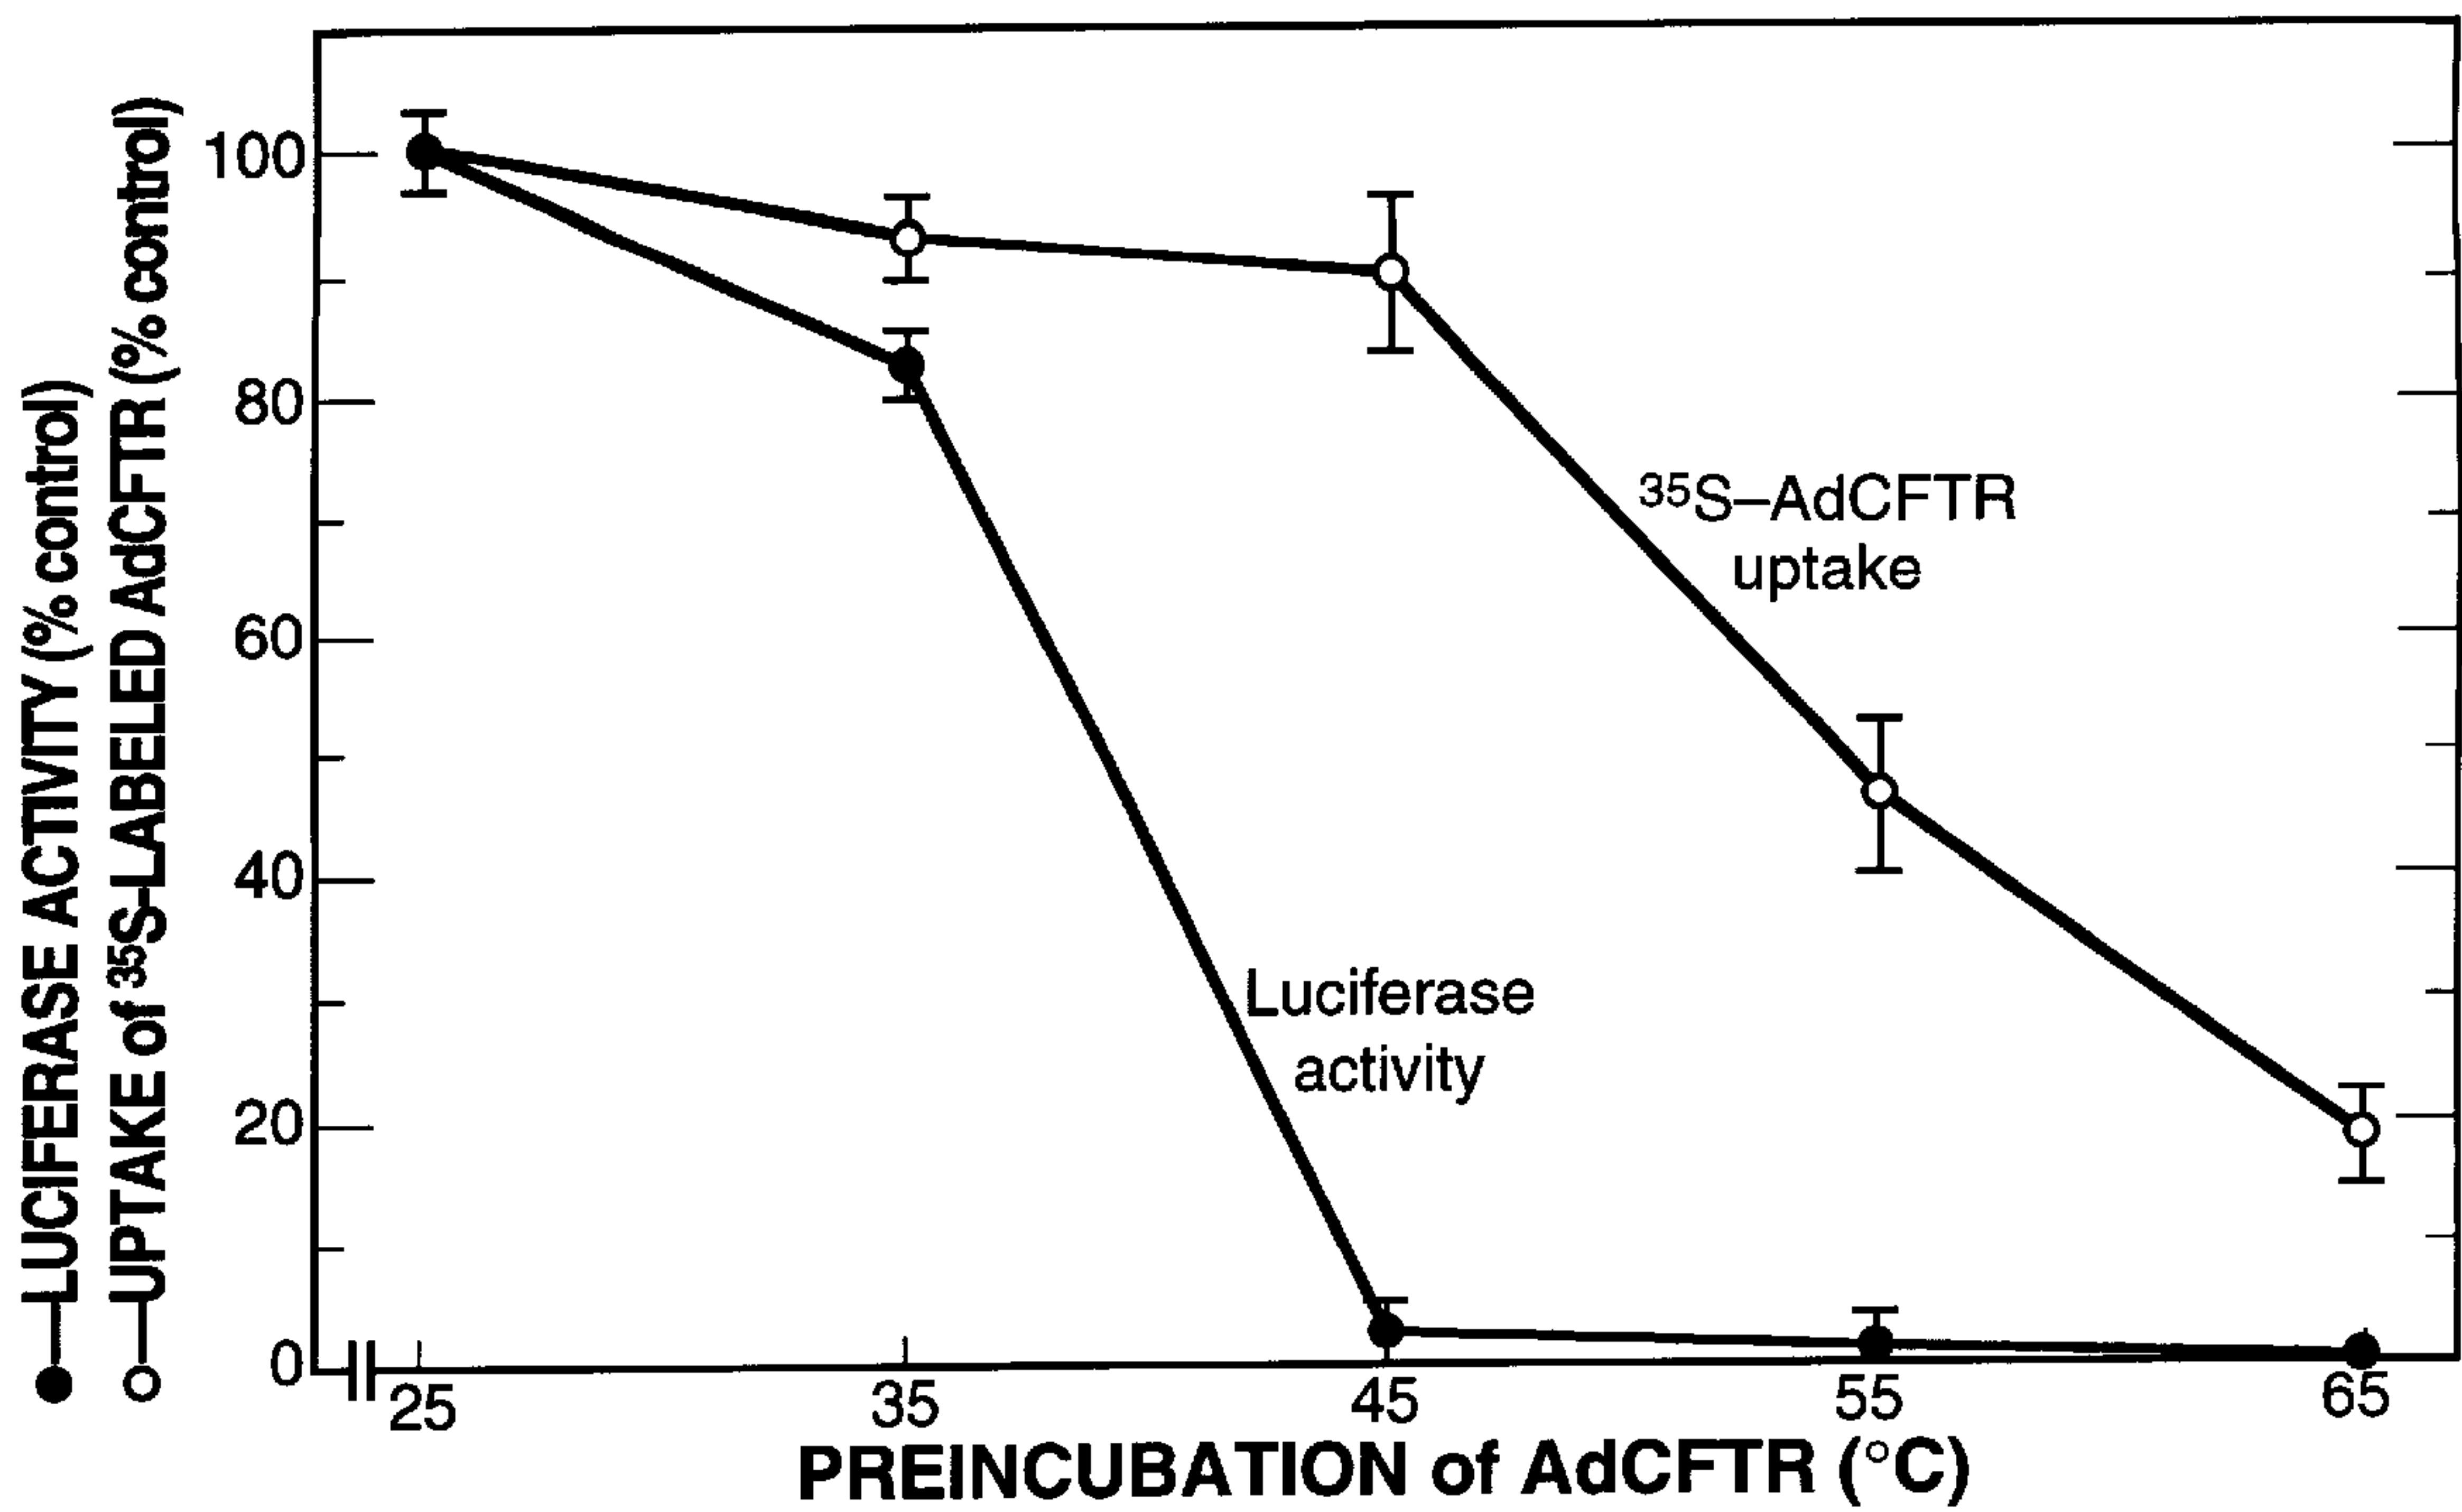 LUCIFERASE ACTIVITY (% control)
UPTAKE of ³⁵S-LABELED AdCFTR (% control)
100
80
60
40
20
0
³⁵S–AdCFTR
uptake
Luciferase
activity
25 35 45 55 65
PREINCUBATION of AdCFTR (°C)